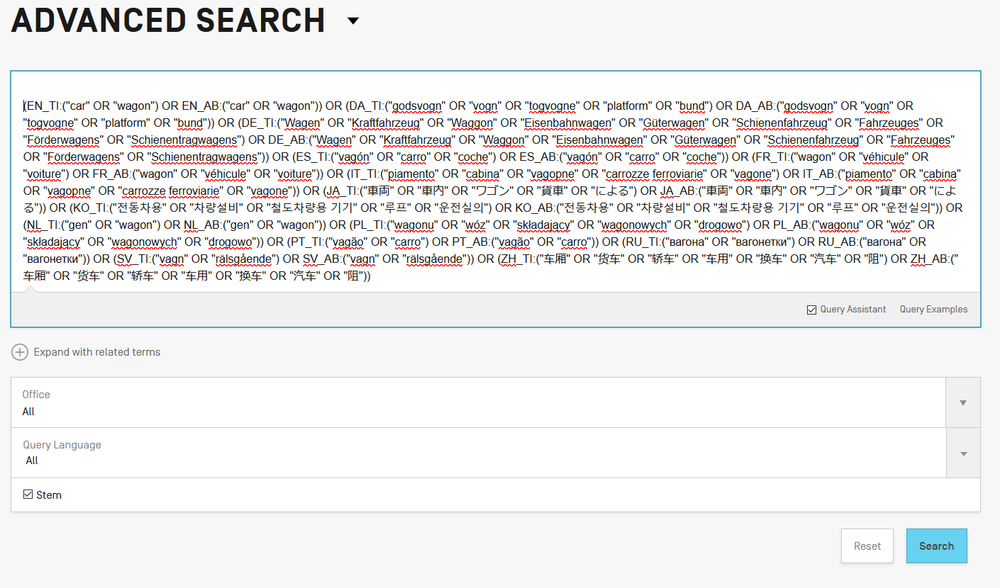 ADVANCED SEARCH
(EN_TI:("car" OR "wagon") OR EN_AB:("car" OR "wagon")) OR (DA_TI:("godsvogn" OR "vogn" OR "togvogne" OR "platform" OR "bund") OR DA_AB:("godsvogn" OR "vogn" OR
"togvogne" OR "platform" OR "bund")) OR (DE_TI:("Wagen" OR "Kraftfahrzeug" OR "Waggon" OR "Eisenbahnwagen" OR "Güterwagen" OR "Schienenfahrzeug" OR "Fahrzeuges" OR
"Förderwagens" OR "Schienentragwagens") OR DE_AB:("Wagen" OR "Kraftfahrzeug" OR "Waggon" OR "Eisenbahnwagen" OR "Güterwagen" OR "Schienenfahrzeug" OR "Fahrzeuges"
OR "Förderwagens" OR "Schienentragwagens")) OR (ES_TI:("vagón" OR "carro" OR "coche") OR ES_AB:("vagón" OR "carro" OR "coche")) OR (FR_TI:("wagon" OR "véhicule" OR
"voiture") OR FR_AB:("wagon" OR "véhicule" OR "voiture")) OR (IT_TI:("piamento" OR "cabina" OR "vagopne" OR "carrozze ferroviarie" OR "vagone") OR IT_AB:("piamento" OR "cabina"
OR "vagopne" OR "carrozze ferroviarie" OR "vagone")) OR (JA_TI:("車両" OR "車内" OR "ワゴン" OR "貨車" OR "による") OR JA_AB:("車両" OR "車内" OR "ワゴン" OR "貨車" OR "によ
る")) OR (KO_TI:("전동차용" OR "차량설비" OR "철도차량용 기기" OR "루프" OR "운전실의") OR KO_AB:("전동차용" OR "차량설비" OR "철도차량용 기기" OR "루프" OR "운전실의")) OR
(NL_TI:("gen" OR "wagon") OR NL_AB:("gen" OR "wagon")) OR (PL_TI:("wagonu" OR "wóz" OR "składający" OR "wagonowych" OR "drogowo") OR PL_AB:("wagonu" OR "wóz" OR
"składający" OR "wagonowych" OR "drogowo")) OR (PT_TI:("vagão" OR "carro") OR PT_AB:("vagão" OR "carro")) OR (RU_TI:("вагона" OR "вагонетки") OR RU_AB:("вагона" OR
"вагонетки")) OR (SV_TI:("vagn" OR "rälsgående") OR SV_AB:("vagn" OR "rälsgående")) OR (ZH_TI:("车厢" OR "货车" OR "轿车" OR "车用" OR "换车" OR "汽车" OR "阻") OR ZH_AB:("
车厢" OR "货车" OR "轿车" OR "车用" OR "换车" OR "汽车" OR "阻"))
Query Assistant Query Examples
Expand with related terms
Office
All
Query Language
All
Stem
Reset Search